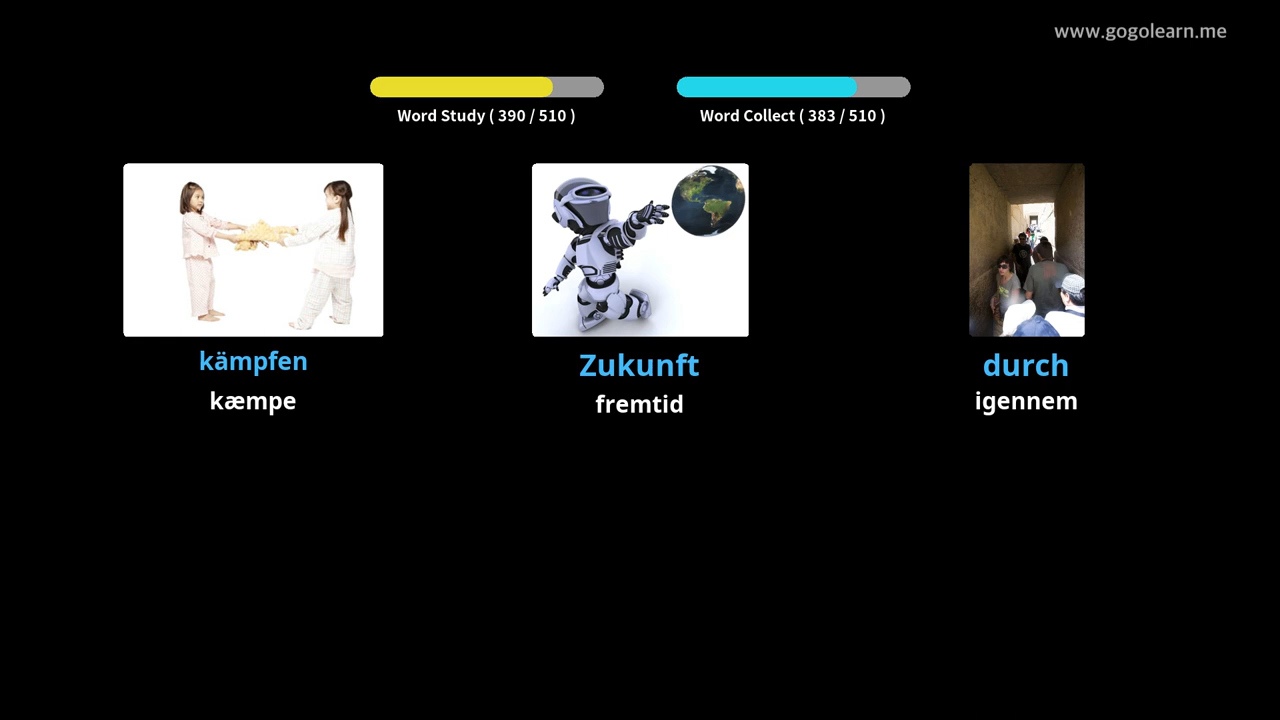 www.gogolearn.me
Word Study ( 390 / 510 )
Word Collect ( 383 / 510 )
kämpfen
kæmpe
Zukunft
fremtid
durch
igennem